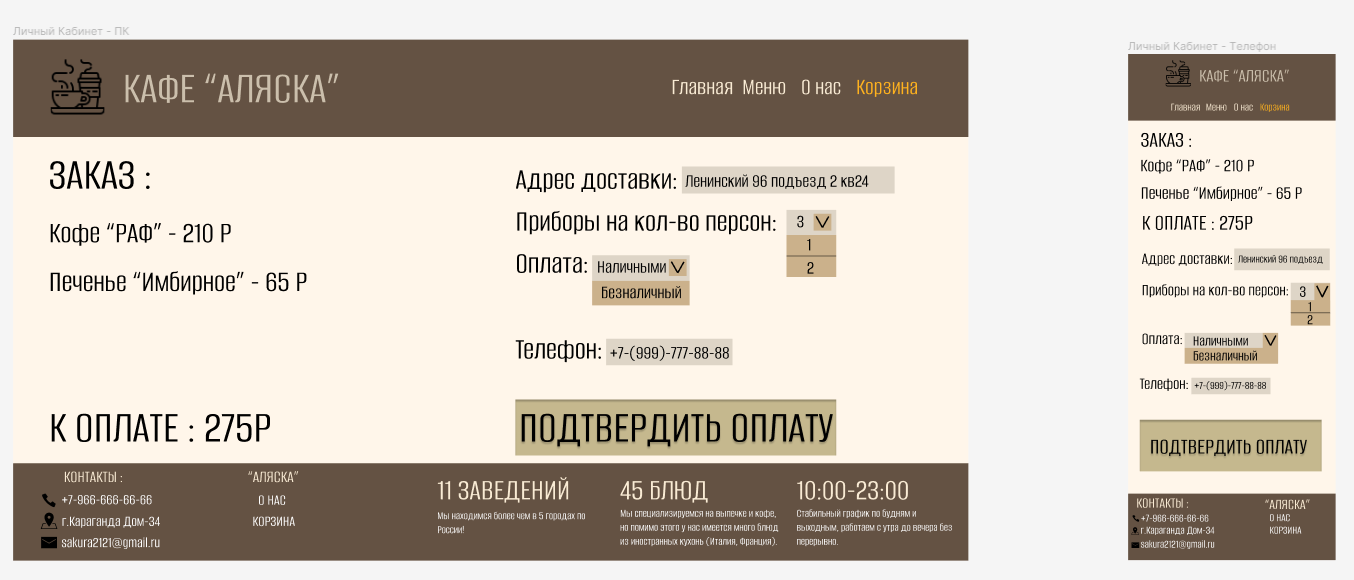 Личный Кабинет - ПК
КАФЕ “АЛЯСКА”
Главная Меню О нас Корзина
ЗАКАЗ :
Кофе “РАФ” - 210 Р
Печенье “Имбирное” - 65 Р
К ОПЛАТЕ : 275Р
Адрес доставки: Ленинский 96 подъезд 2 кв24
Приборы на кол-во персон: 3
1
2
Оплата: Наличными
Безналичный
Телефон: +7-(999)-777-88-88
ПОДТВЕРДИТЬ ОПЛАТУ
КОНТАКТЫ :
+7-966-666-66-66
г.Караганда Дом-34
sakura2121@gmail.ru
“АЛЯСКА”
О НАС
КОРЗИНА
11 ЗАВЕДЕНИЙ
Мы находимся более чем в 5 городах по
России!
45 БЛЮД
Мы специализируемся на выпечке и кофе,
но помимо этого у нас имеется много блюд
из иностранных кухонь (Италия, Франция).
10:00-23:00
Стабильный график по будням и
выходным, работаем с утра до вечера без
перерывно.
Личный Кабинет - Телефон
КАФЕ “АЛЯСКА”
Главная Меню О нас Корзина
ЗАКАЗ :
Кофе “РАФ” - 210 Р
Печенье “Имбирное” - 65 Р
К ОПЛАТЕ : 275Р
Адрес доставки: Ленинский 96 подъезд
Приборы на кол-во персон: 3
1
2
Оплата: Наличными
Безналичный
Телефон: +7-(999)-777-88-88
ПОДТВЕРДИТЬ ОПЛАТУ
КОНТАКТЫ :
+7-966-666-66-66
г.Караганда Дом-34
sakura2121@gmail.ru
“АЛЯСКА”
О НАС
КОРЗИНА